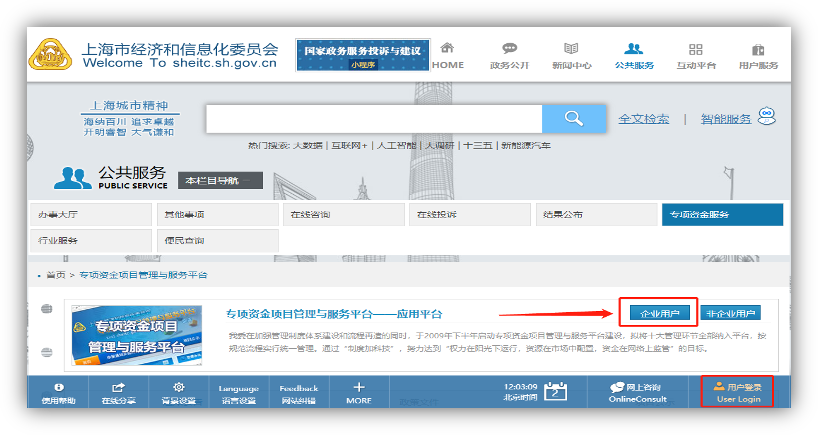 上海市经济和信息化委员会
Welcome To sheitc.sh.gov.cn
国家政务服务投诉与建议
小程序
HOME
政务公开
新闻中心
公共服务
互动平台
用户服务
上海城市精神
海纳百川 追求卓越
开明睿智 大气谦和
全文检索 | 智能服务
热门搜索: 大数据 | 互联网+ | 人工智能 | 大调研 | 十三五 | 新能源汽车
公共服务
PUBLIC SERVICE
本栏目导航
办事大厅
其他事项
在线咨询
在线投诉
结果公布
专项资金服务
行业服务
便民查询
首页 > 专项资金项目管理与服务平台
专项资金项目
管理与服务平台
专项资金项目管理与服务平台——应用平台
企业用户
非企业用户
我委在加强管理制度体系建设和流程再造的同时，于2009年下半年启动专项资金项目管理与服务平台建设，拟将十大管理环节全部纳入平台，按
规范流程实行统一管理。通过“制度加科技”，努力达到“权力在阳光下运行，资源在市场中配置，资金在网络上监管”的目标。
使用帮助
在线分享
背景设置
Language
语言设置
Feedback
网站纠错
MORE
12:03:09
北京时间
2
网上咨询
OnlineConsult
用户登录
User Login